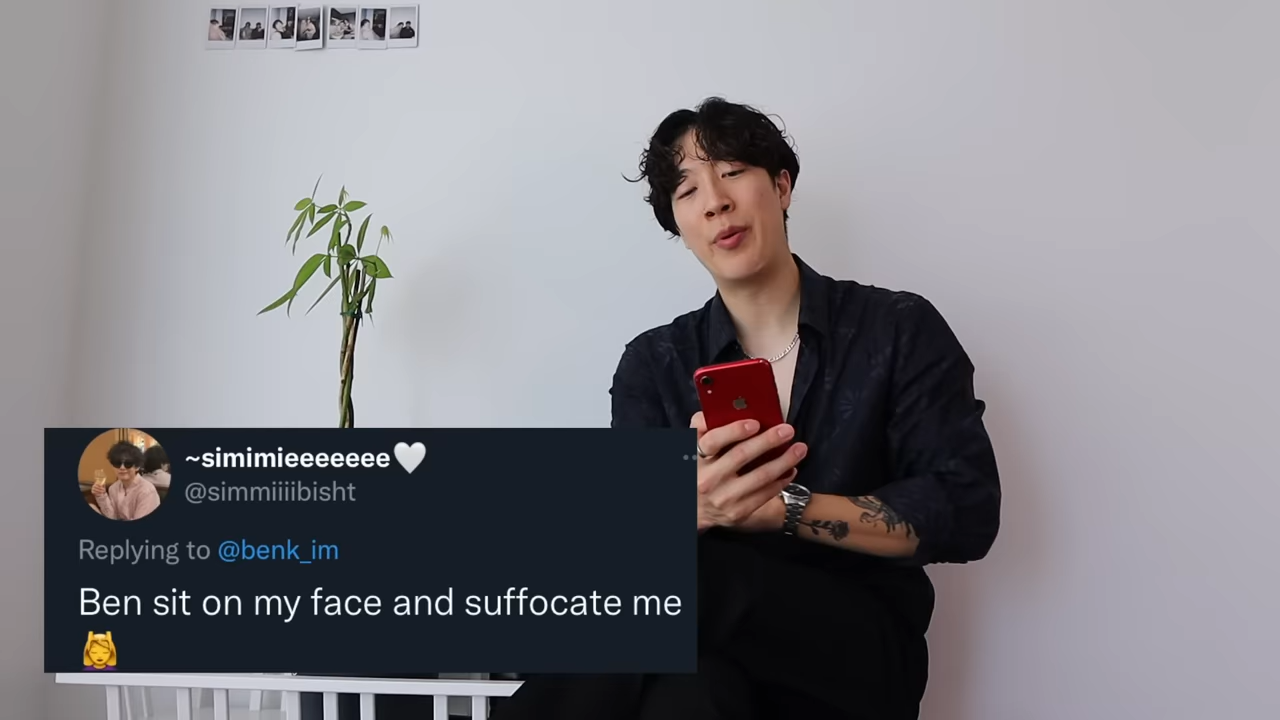 ~simimieeeeeee🤍
@simmiiiibisht
Replying to @benk_im
Ben sit on my face and suffocate me
💆